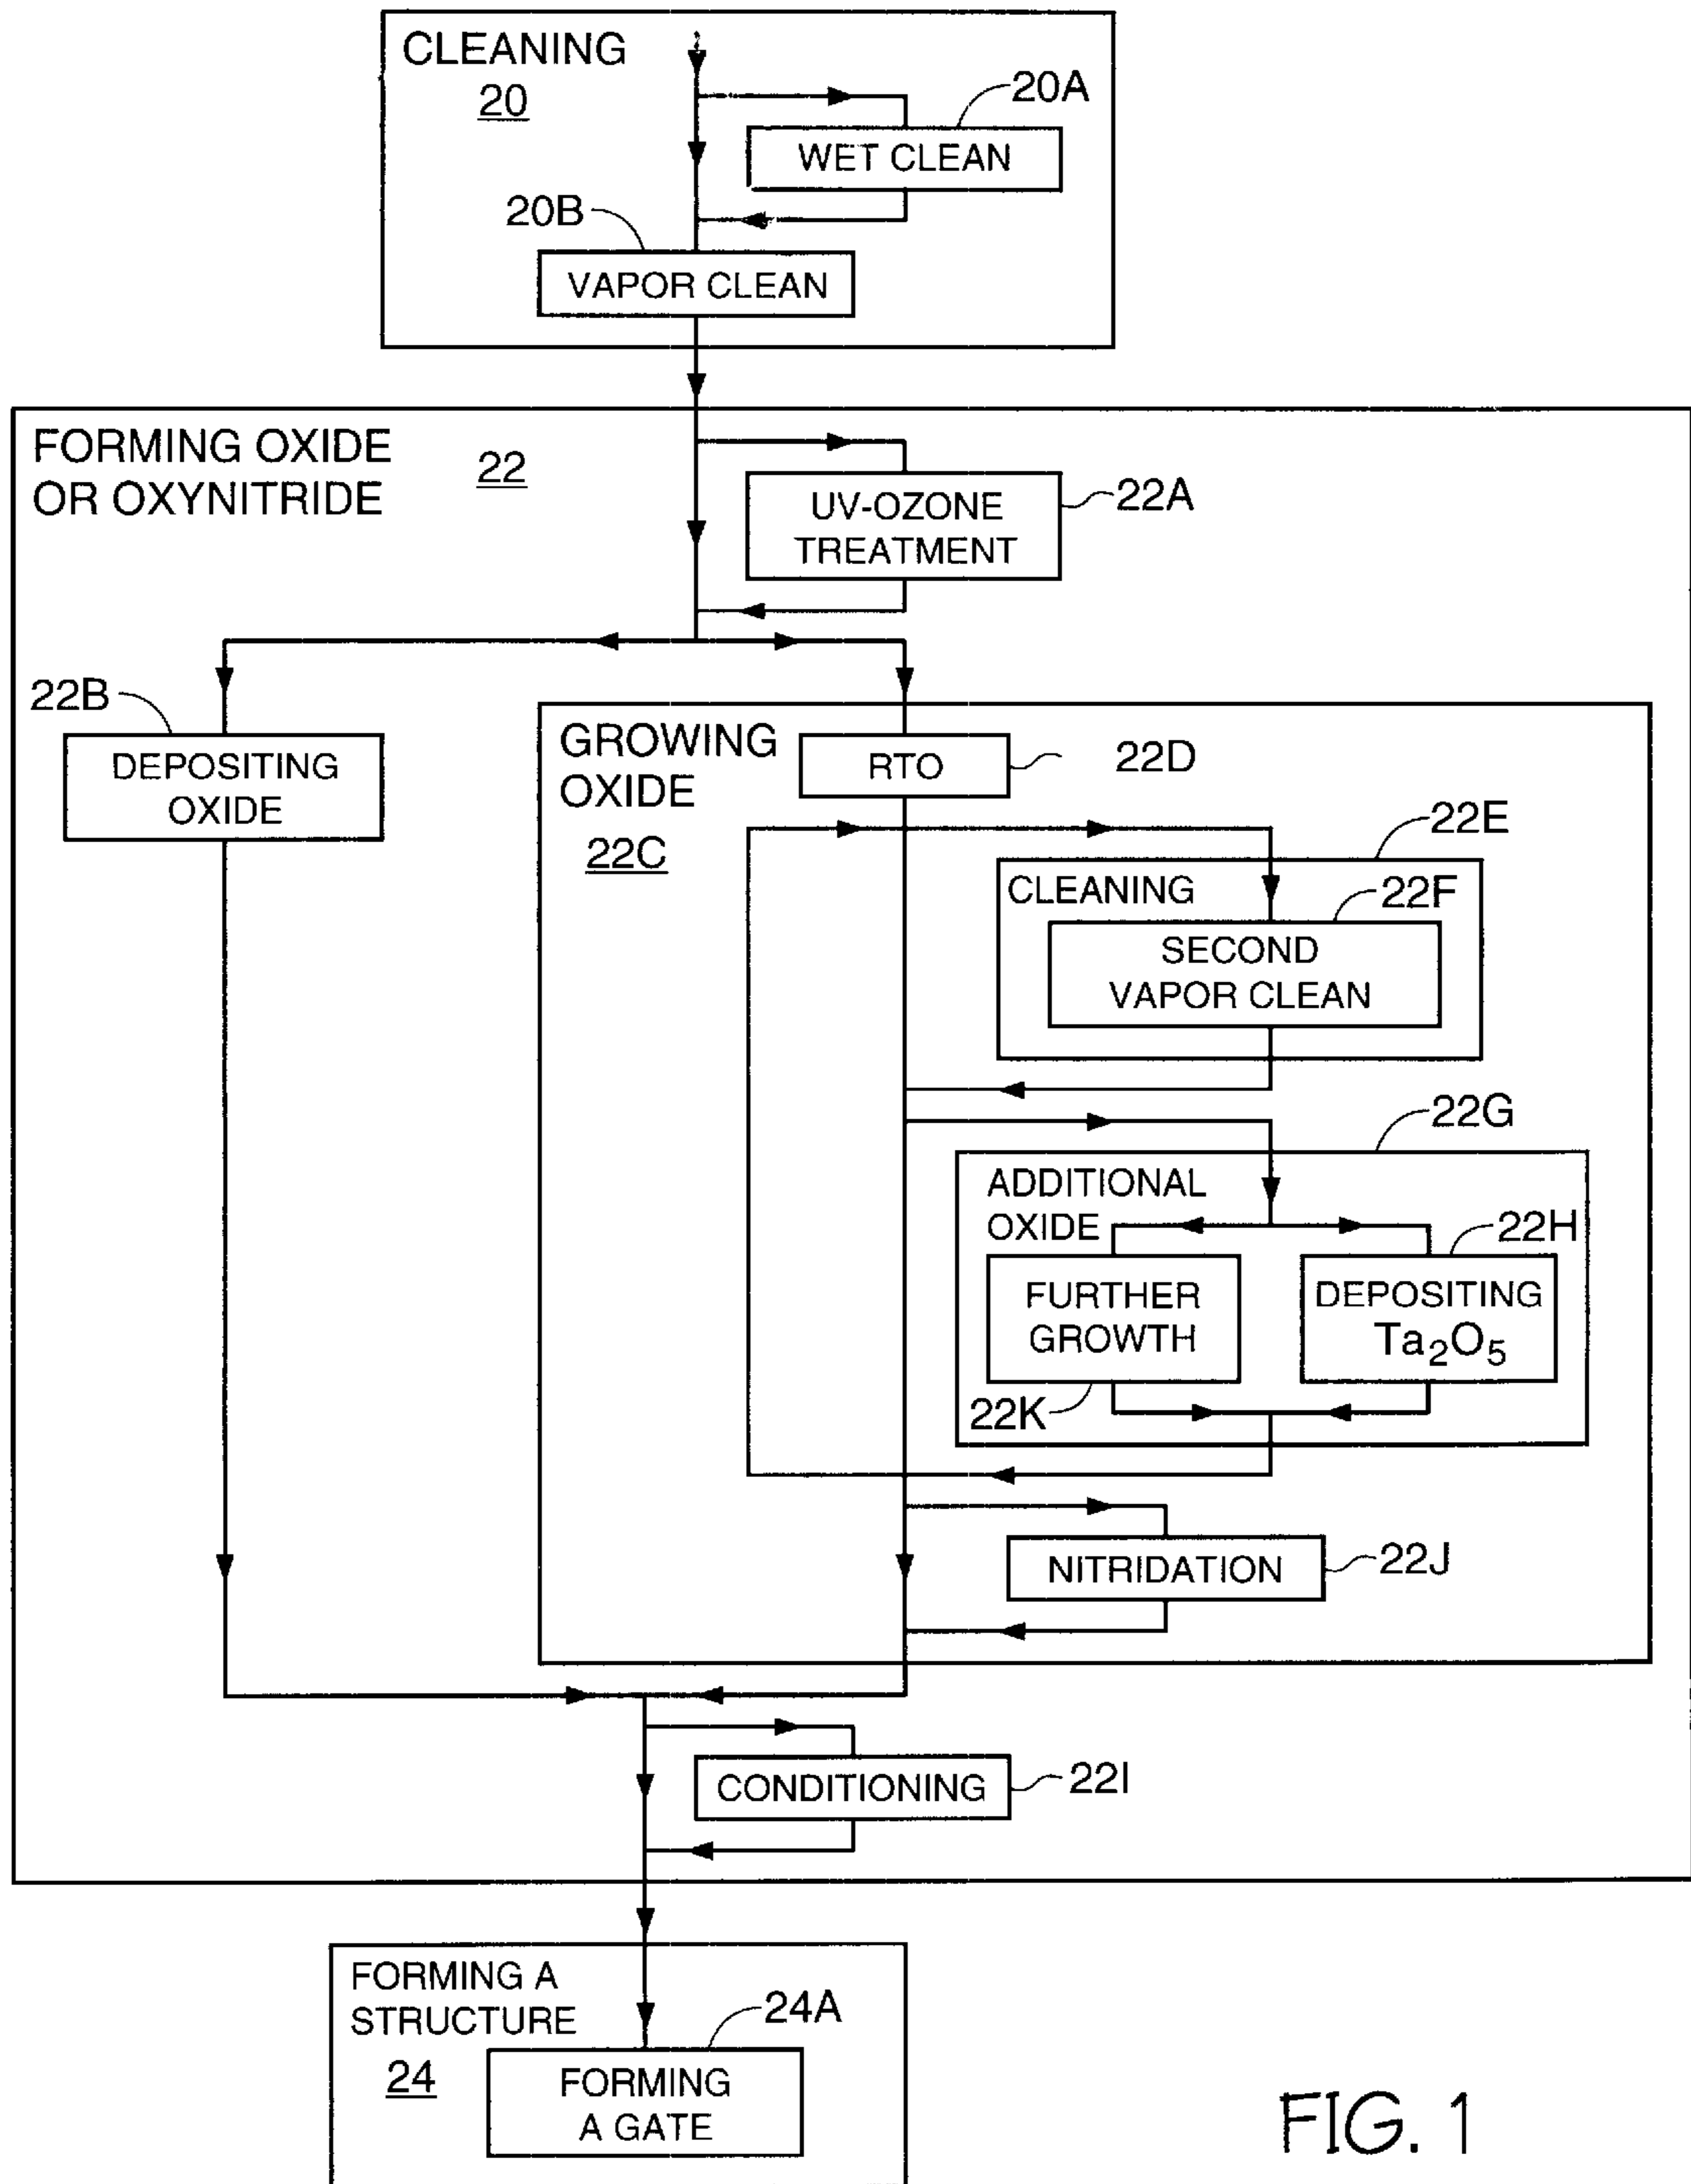 CLEANING
20
20A
WET CLEAN
20B
VAPOR CLEAN
FORMING OXIDE
OR OXYNITRIDE
22
UV-OZONE
TREATMENT
22A
22B
DEPOSITING
OXIDE
GROWING
OXIDE
22C
RTO
22D
22E
CLEANING
22F
SECOND
VAPOR CLEAN
22G
ADDITIONAL
OXIDE
22H
FURTHER
GROWTH
DEPOSITING
Ta₂O₅
22K
NITRIDATION
22J
CONDITIONING
22I
FORMING A
STRUCTURE
24
24A
FORMING
A GATE
FIG. 1